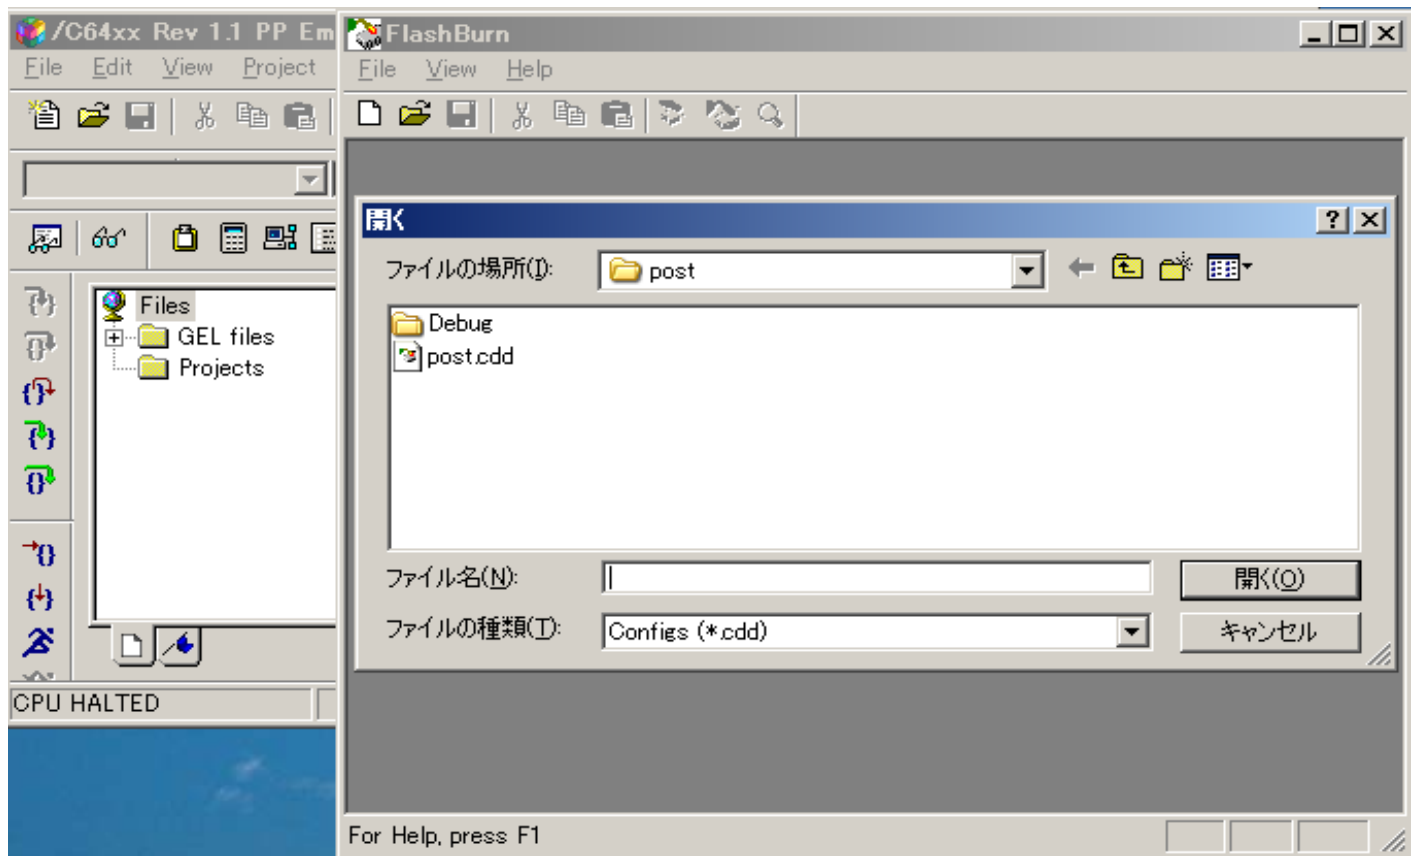 /C64xx Rev 1.1 PP Em
File Edit View Project
Files
GEL files
Projects
CPU HALTED
FlashBurn
File View Help
開く
ファイルの場所(I):
post
Debug
post.cdd
ファイル名(N):
開く(O)
ファイルの種類(T):
Configs (*.cdd)
キャンセル
For Help, press F1